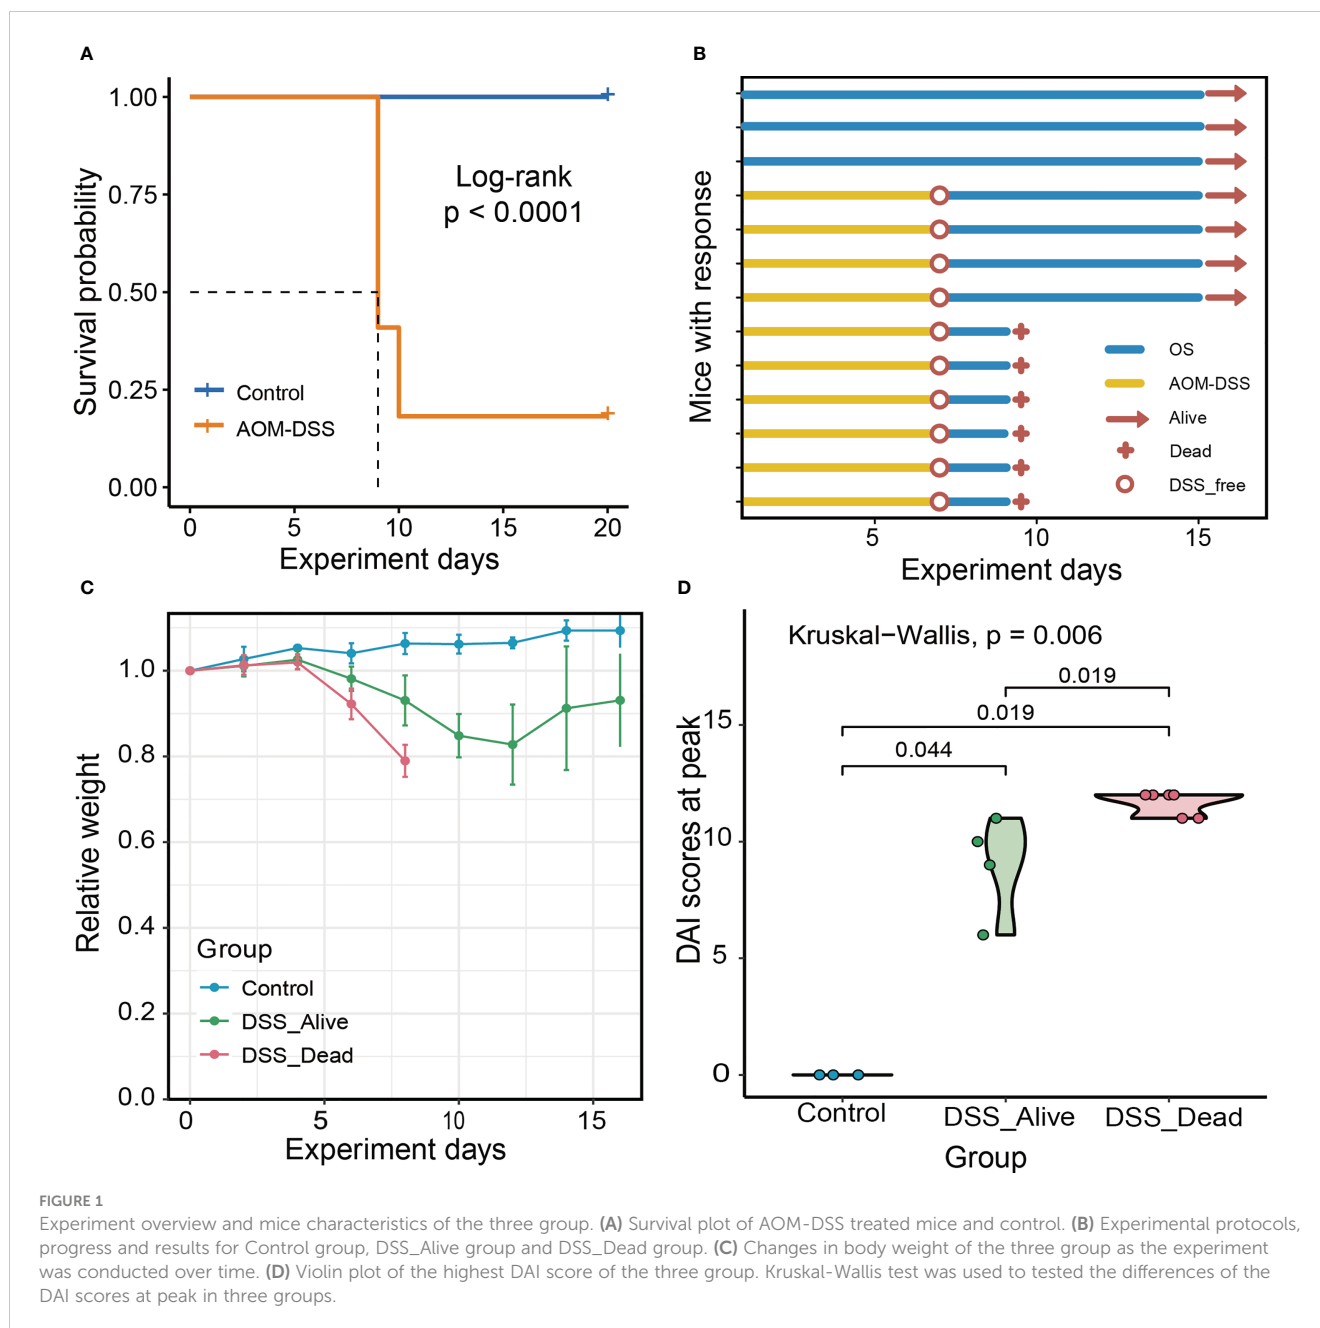 A
1.00
0.75
0.50
0.25
0.00
Survival probability
Log-rank
p < 0.0001
Control
AOM-DSS
0 5 10 15 20
Experiment days
B
Mice with response
OS
AOM-DSS
Alive
Dead
DSS_free
5 10 15
Experiment days
C
1.0
0.8
0.6
0.4
0.2
0.0
Relative weight
Group
Control
DSS_Alive
DSS_Dead
0 5 10 15
Experiment days
D
Kruskal−Wallis, p = 0.006
0.019
0.019
0.044
15
10
5
0
DAI scores at peak
Control DSS_Alive DSS_Dead
Group
FIGURE 1
Experiment overview and mice characteristics of the three group. (A) Survival plot of AOM-DSS treated mice and control. (B) Experimental protocols,
progress and results for Control group, DSS_Alive group and DSS_Dead group. (C) Changes in body weight of the three group as the experiment
was conducted over time. (D) Violin plot of the highest DAI score of the three group. Kruskal-Wallis test was used to tested the differences of the
DAI scores at peak in three groups.